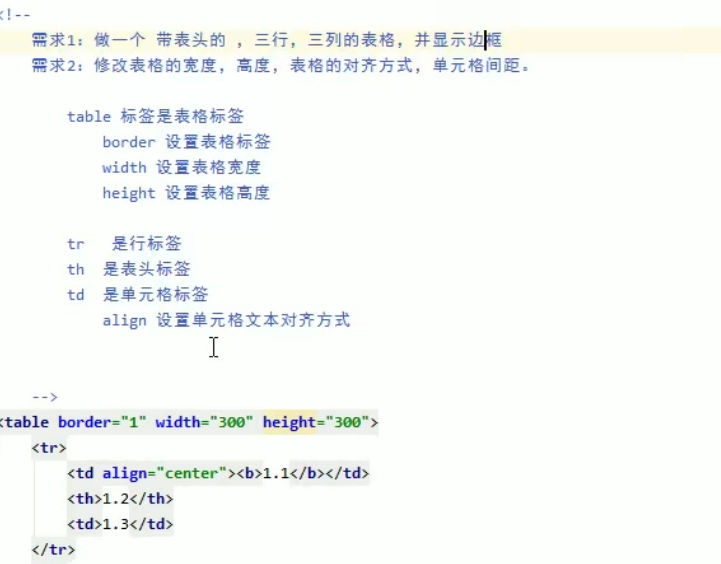 <!--
需求1：做一个 带表头的 ，三行，三列的表格，并显示边框
需求2：修改表格的宽度，高度，表格的对齐方式，单元格间距。
table 标签是表格标签
border 设置表格标签
width 设置表格宽度
height 设置表格高度
tr 是行标签
th 是表头标签
td 是单元格标签
align 设置单元格文本对齐方式
-->
<table border="1" width="300" height="300">
<tr>
<td align="center"><b>1.1</b></td>
<th>1.2</th>
<td>1.3</td>
</tr>